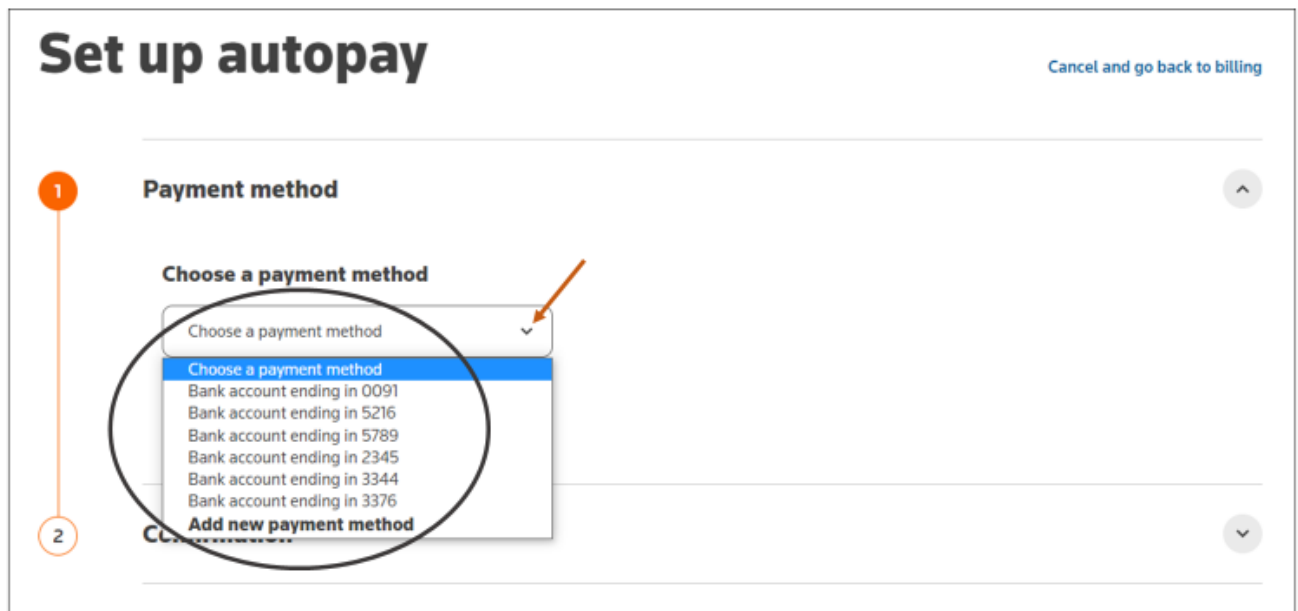 Set up autopay
Cancel and go back to billing
1
Payment method
Choose a payment method
Choose a payment method
Choose a payment method
Bank account ending in 0091
Bank account ending in 5216
Bank account ending in 5789
Bank account ending in 2345
Bank account ending in 3344
Bank account ending in 3376
Add new payment method
2